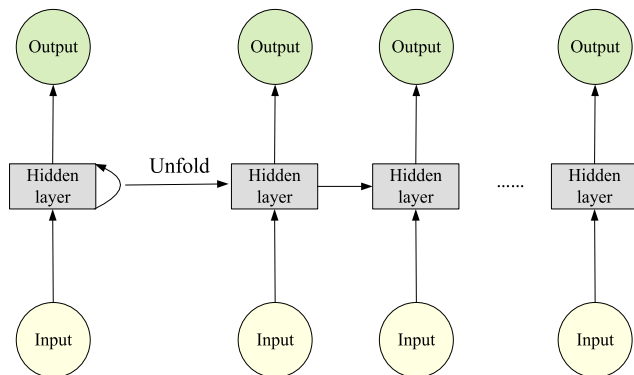 Output
Output
Output
Output
Unfold
Hidden
layer
Hidden
layer
Hidden
layer
......
Hidden
layer
Input
Input
Input
Input